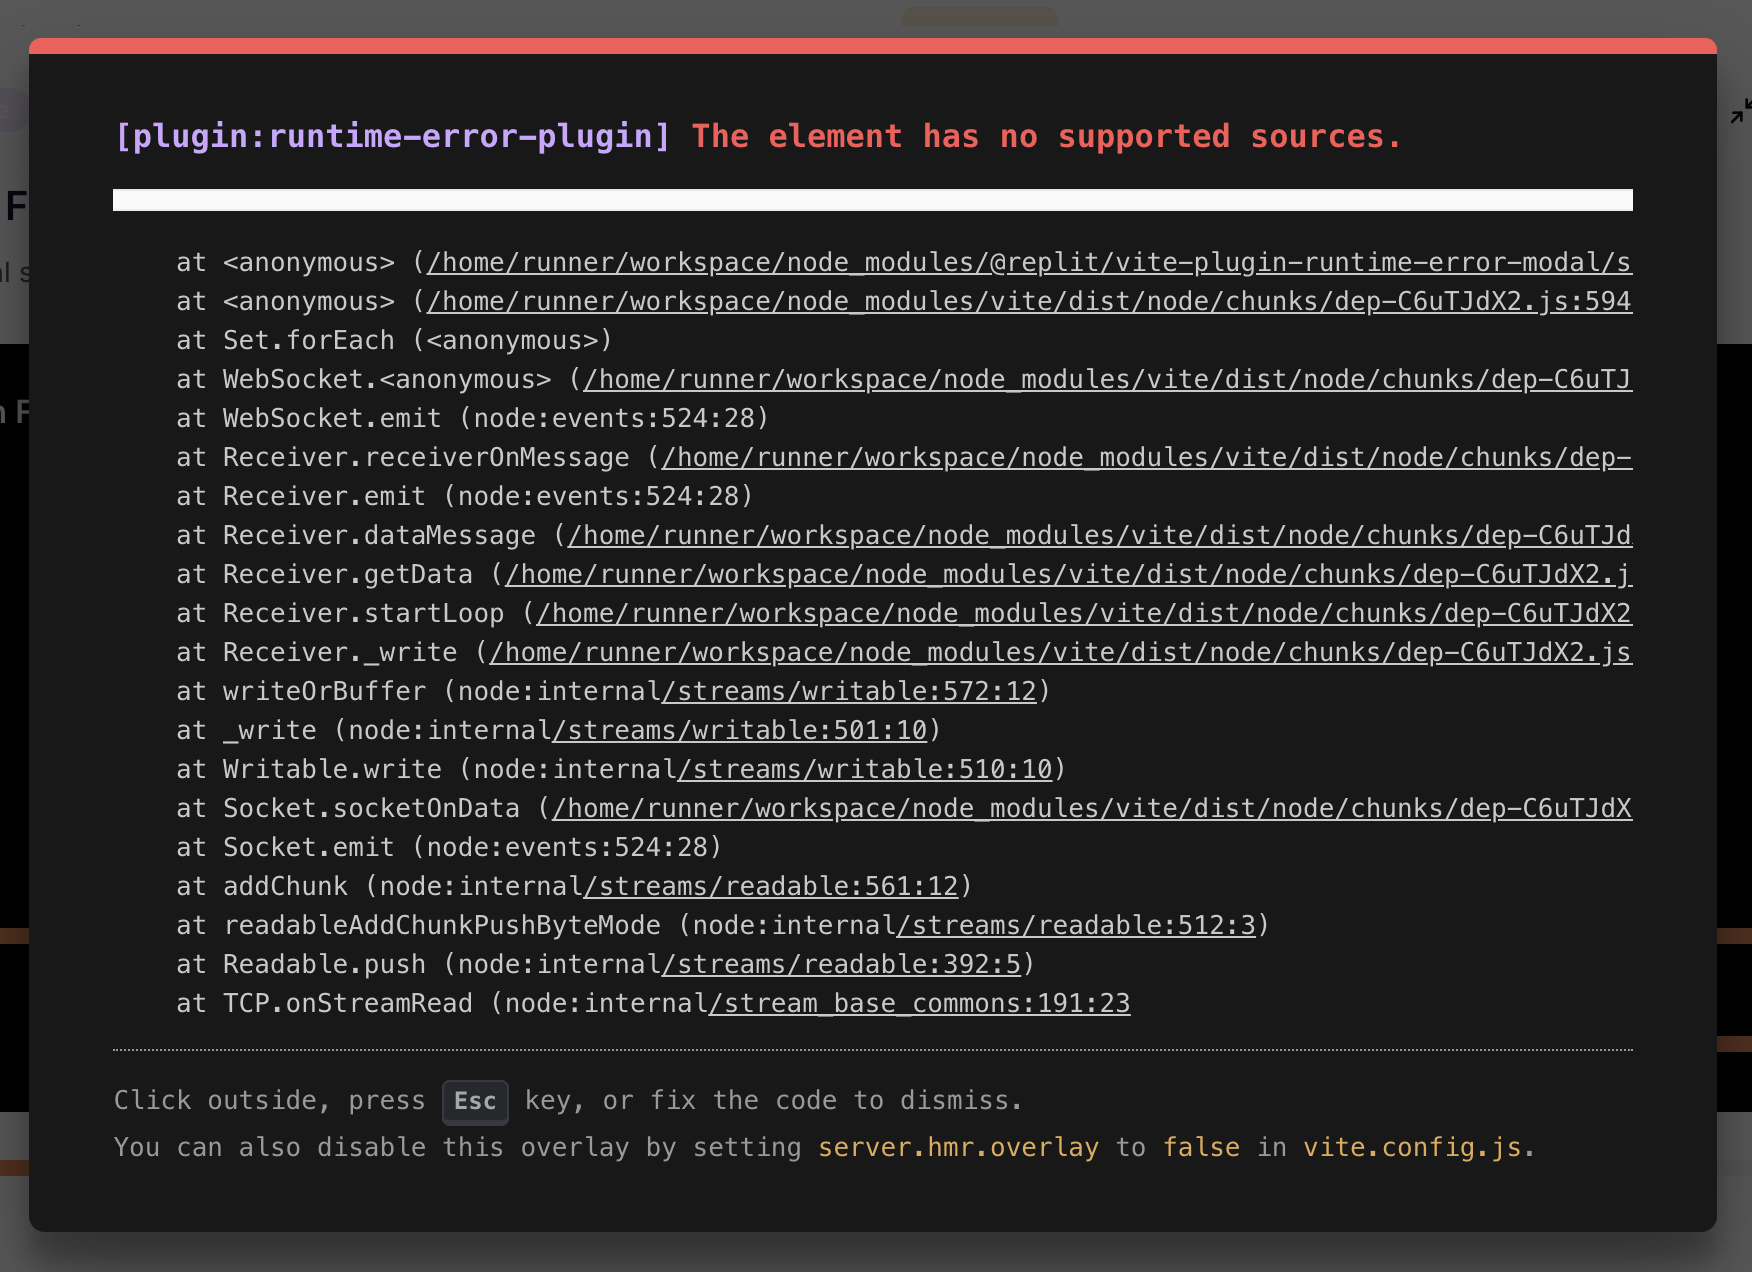 [plugin:runtime-error-plugin] The element has no supported sources.
at <anonymous> (/home/runner/workspace/node_modules/@replit/vite-plugin-runtime-error-modal/s
at <anonymous> (/home/runner/workspace/node_modules/vite/dist/node/chunks/dep-C6uTJdX2.js:594
at Set.forEach (<anonymous>)
at WebSocket.<anonymous> (/home/runner/workspace/node_modules/vite/dist/node/chunks/dep-C6uTJ
at WebSocket.emit (node:events:524:28)
at Receiver.receiverOnMessage (/home/runner/workspace/node_modules/vite/dist/node/chunks/dep-
at Receiver.emit (node:events:524:28)
at Receiver.dataMessage (/home/runner/workspace/node_modules/vite/dist/node/chunks/dep-C6uTJd
at Receiver.getData (/home/runner/workspace/node_modules/vite/dist/node/chunks/dep-C6uTJdX2.j
at Receiver.startLoop (/home/runner/workspace/node_modules/vite/dist/node/chunks/dep-C6uTJdX2
at Receiver._write (/home/runner/workspace/node_modules/vite/dist/node/chunks/dep-C6uTJdX2.js
at writeOrBuffer (node:internal/streams/writable:572:12)
at _write (node:internal/streams/writable:501:10)
at Writable.write (node:internal/streams/writable:510:10)
at Socket.socketOnData (/home/runner/workspace/node_modules/vite/dist/node/chunks/dep-C6uTJdX
at Socket.emit (node:events:524:28)
at addChunk (node:internal/streams/readable:561:12)
at readableAddChunkPushByteMode (node:internal/streams/readable:512:3)
at Readable.push (node:internal/streams/readable:392:5)
at TCP.onStreamRead (node:internal/stream_base_commons:191:23
Click outside, press Esc key, or fix the code to dismiss.
You can also disable this overlay by setting server.hmr.overlay to false in vite.config.js.